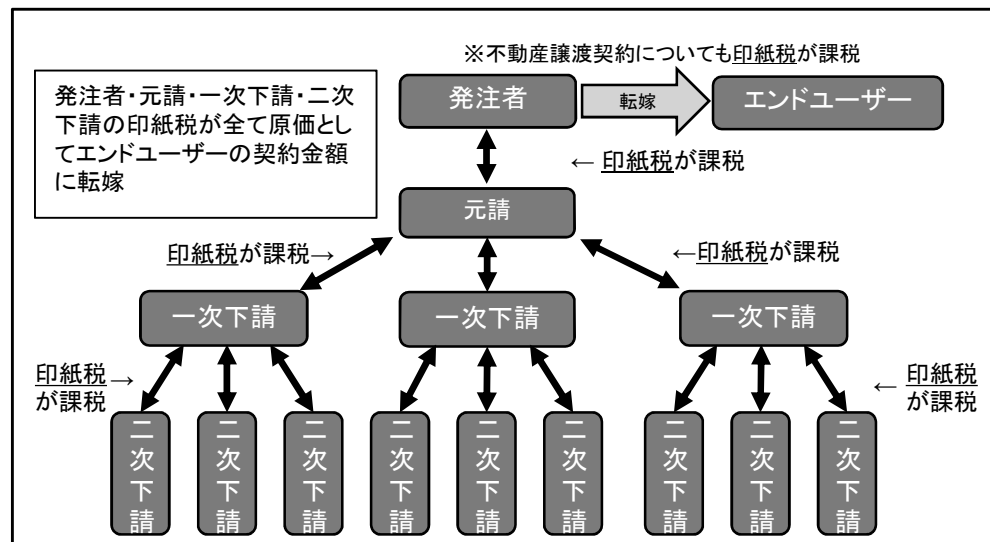 ※不動産譲渡契約についても印紙税が課税
発注者・元請・一次下請・二次
下請の印紙税が全て原価とし
てエンドユーザーの契約金額
に転嫁
発注者
転嫁
エンドユーザー
← 印紙税が課税
元請
印紙税が課税→
←印紙税が課税
一次下請
一次下請
一次下請
印紙税→
が課税
← 印紙税
が課税
二次下請
二次下請
二次下請
二次下請
二次下請
二次下請
二次下請
二次下請
二次下請